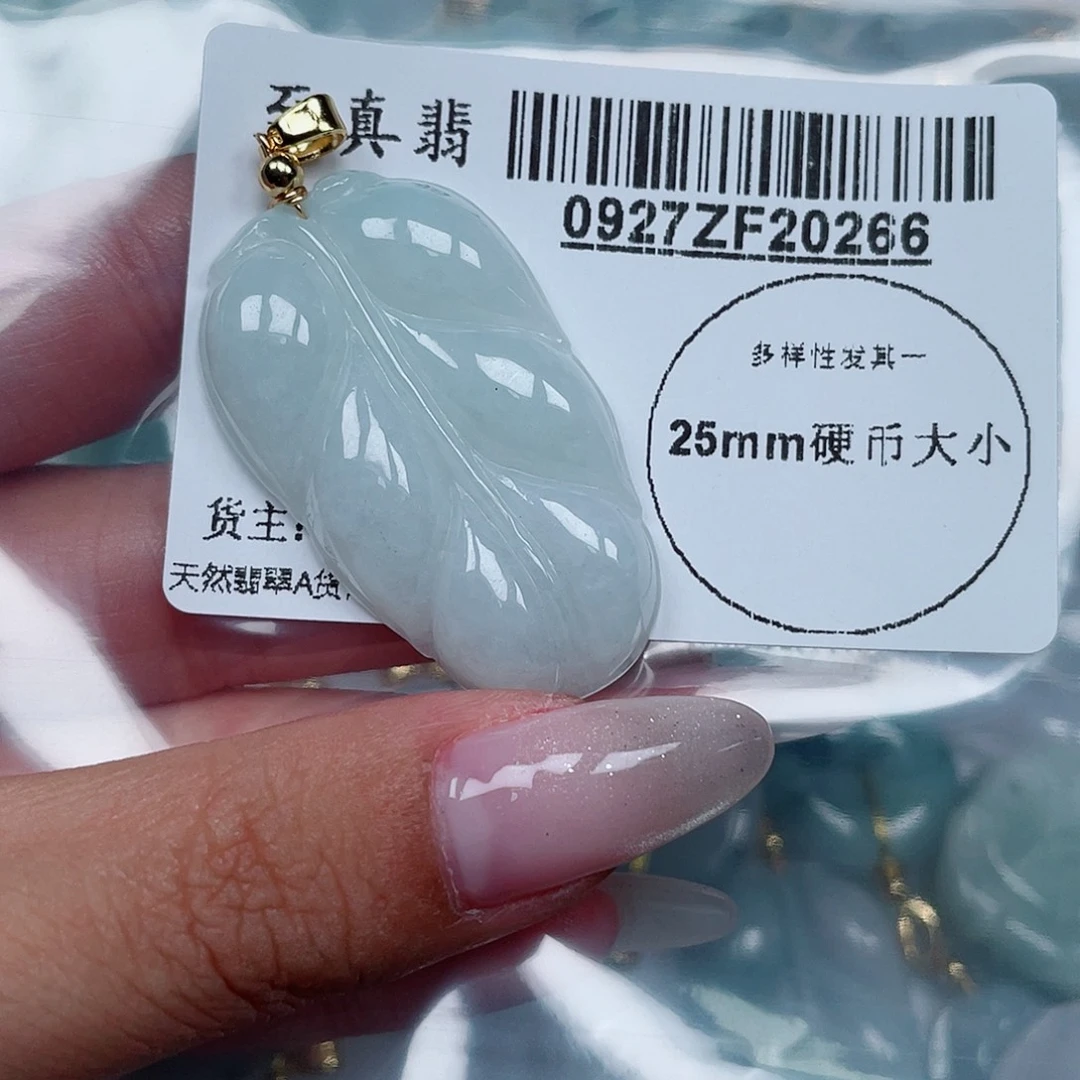 至真翡
0927ZF20266
多样性发其一
25mm硬币大小
货主:
天然翡翠A货,